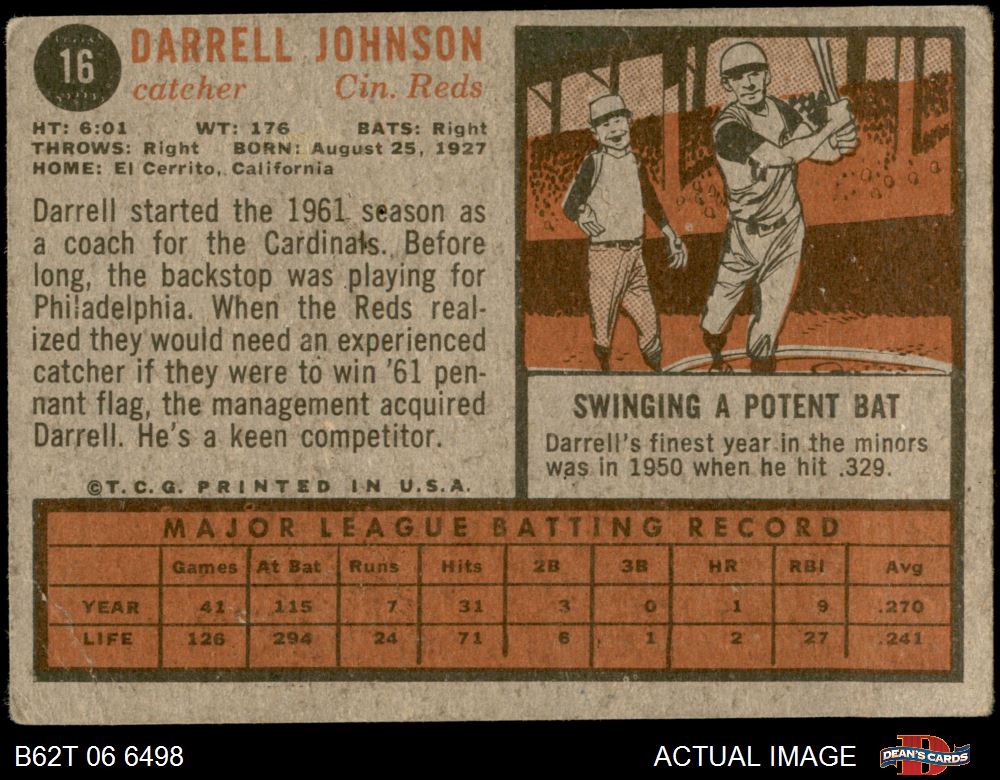 16
DARRELL JOHNSON
catcher Cin. Reds
HT: 6:01 WT: 176 BATS: Right
THROWS: Right BORN: August 25, 1927
HOME: El Cerrito, California
Darrell started the 1961 season as
a coach for the Cardinals. Before
long, the backstop was playing for
Philadelphia. When the Reds real-
ized they would need an experienced
catcher if they were to win '61 pen-
nant flag, the management acquired
Darrell. He's a keen competitor.
©T.C.G. PRINTED IN U.S.A.
SWINGING A POTENT BAT
Darrell's finest year in the minors
was in 1950 when he hit .329.
MAJOR LEAGUE BATTING RECORD
Games At Bat Runs Hits 2B 3B HR RBI Avg
YEAR 41 115 7 31 3 0 1 9 .270
LIFE 126 294 24 71 6 1 2 27 .241
B62T 06 6498
ACTUAL IMAGE
D
DEAN'S CARDS